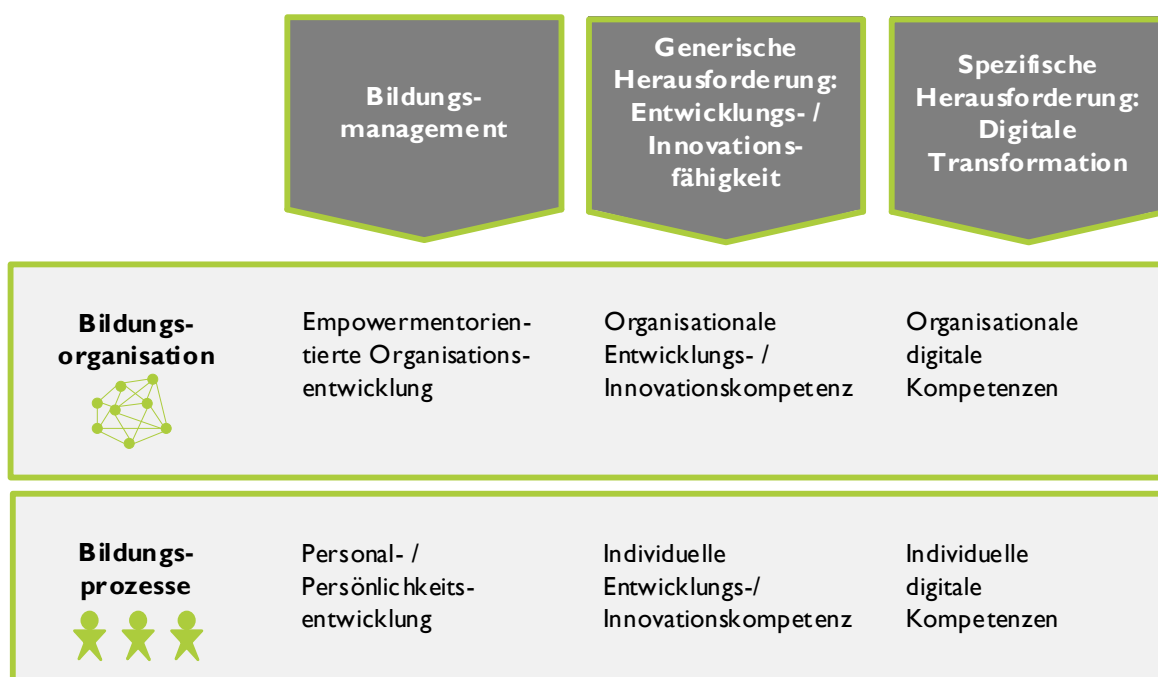 Bildungs-
management
Generische
Herausforderung:
Entwicklungs- /
Innovations-
fähigkeit
Spezifische
Herausforderung:
Digitale
Transformation
Bildungs-
organisation
Empowermentorien-
tierte Organisations-
entwicklung
Organisationale
Entwicklungs- /
Innovationskompetenz
Organisationale
digitale
Kompetenzen
Bildungs-
prozesse
Personal- /
Persönlichkeits-
entwicklung
Individuelle
Entwicklungs-/
Innovationskompetenz
Individuelle
digitale
Kompetenzen